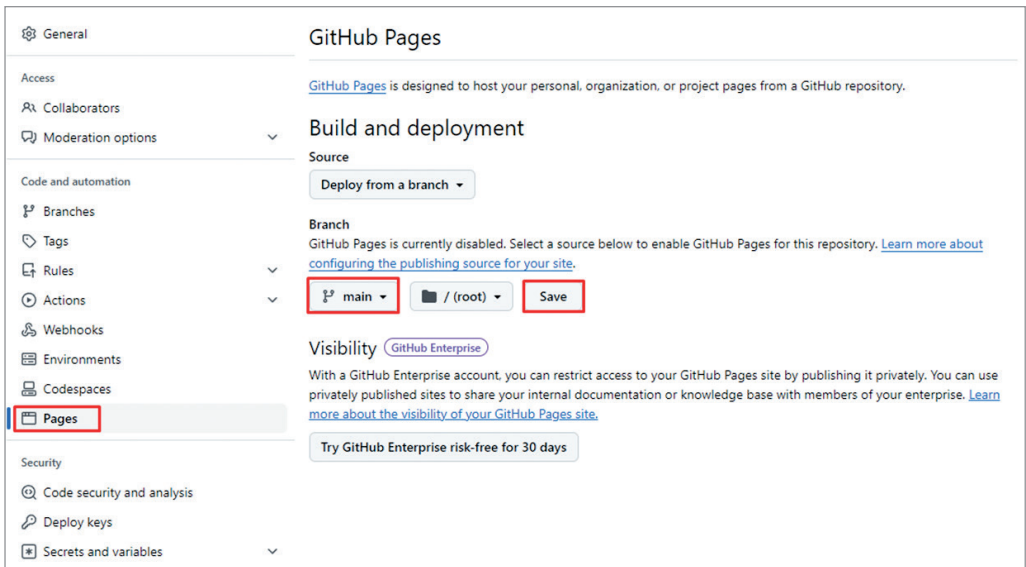 General
Access
Collaborators
Moderation options
Code and automation
Branches
Tags
Rules
Actions
Webhooks
Environments
Codespaces
Pages
Security
Code security and analysis
Deploy keys
Secrets and variables
GitHub Pages
GitHub Pages is designed to host your personal, organization, or project pages from a GitHub repository.
Build and deployment
Source
Deploy from a branch
Branch
GitHub Pages is currently disabled. Select a source below to enable GitHub Pages for this repository. Learn more about
configuring the publishing source for your site.
main / (root) Save
Visibility GitHub Enterprise
With a GitHub Enterprise account, you can restrict access to your GitHub Pages site by publishing it privately. You can use
privately published sites to share your internal documentation or knowledge base with members of your enterprise. Learn
more about the visibility of your GitHub Pages site.
Try GitHub Enterprise risk-free for 30 days